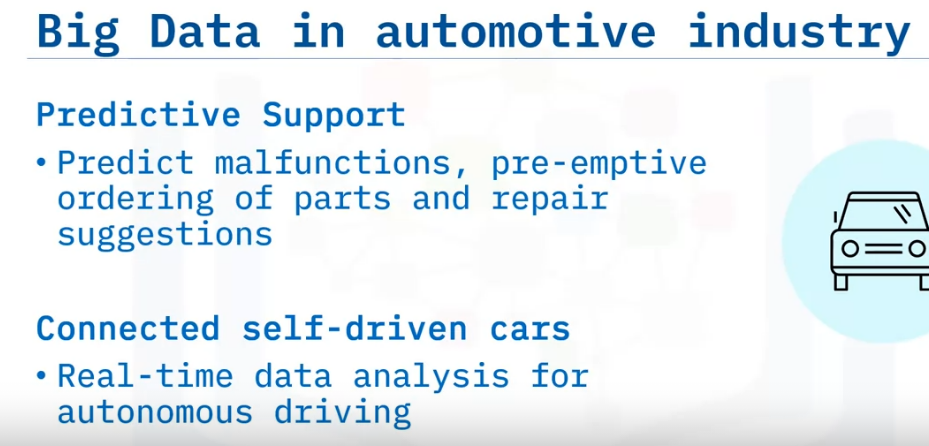 Big Data in automotive industry
Predictive Support
• Predict malfunctions, pre-emptive
ordering of parts and repair
suggestions
Connected self-driven cars
• Real-time data analysis for
autonomous driving